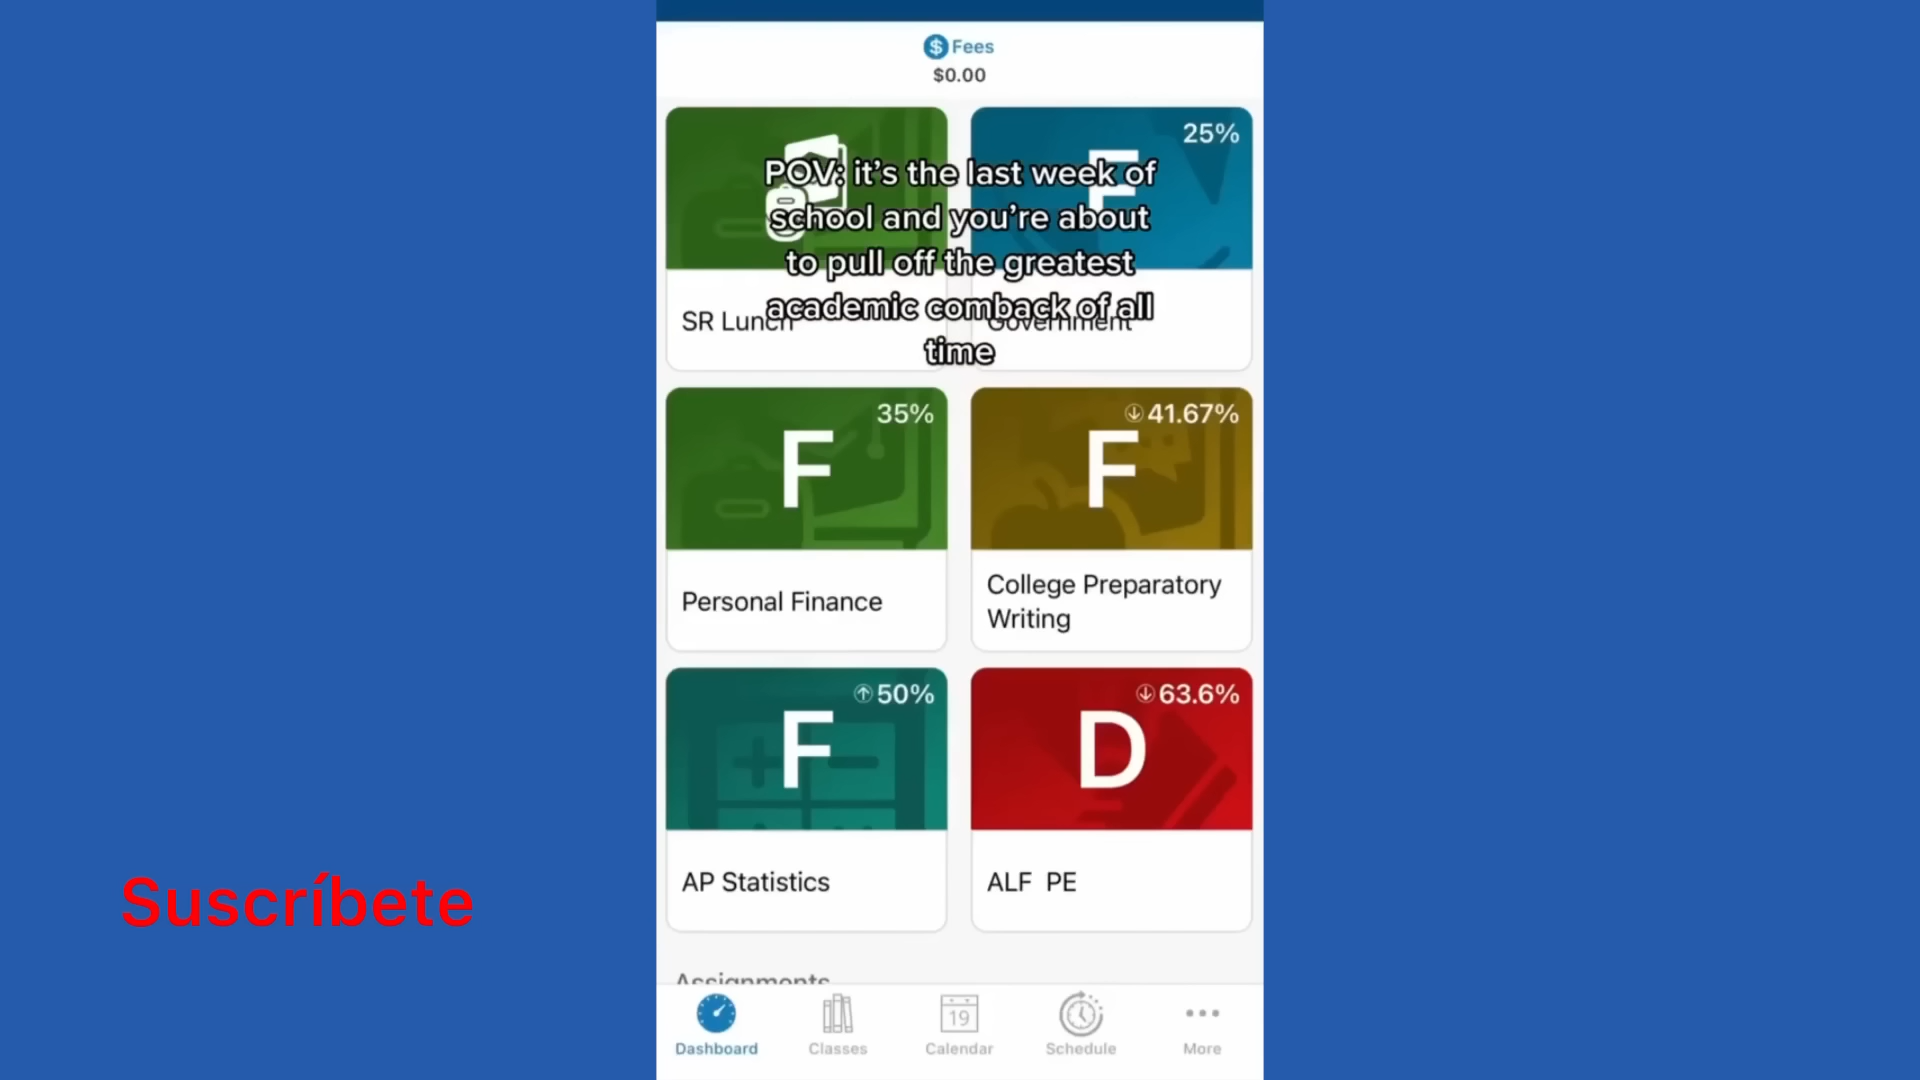 Fees
$0.00
25%
F
POV: it's the last week of
school and you're about
to pull off the greatest
academic comback of all
time
SR Lunch
Government
35%
F
Personal Finance
41.67%
F
College Preparatory
Writing
50%
F
AP Statistics
63.6%
D
ALF PE
Suscríbete
Assignments
19
Dashboard
Classes
Calendar
Schedule
More